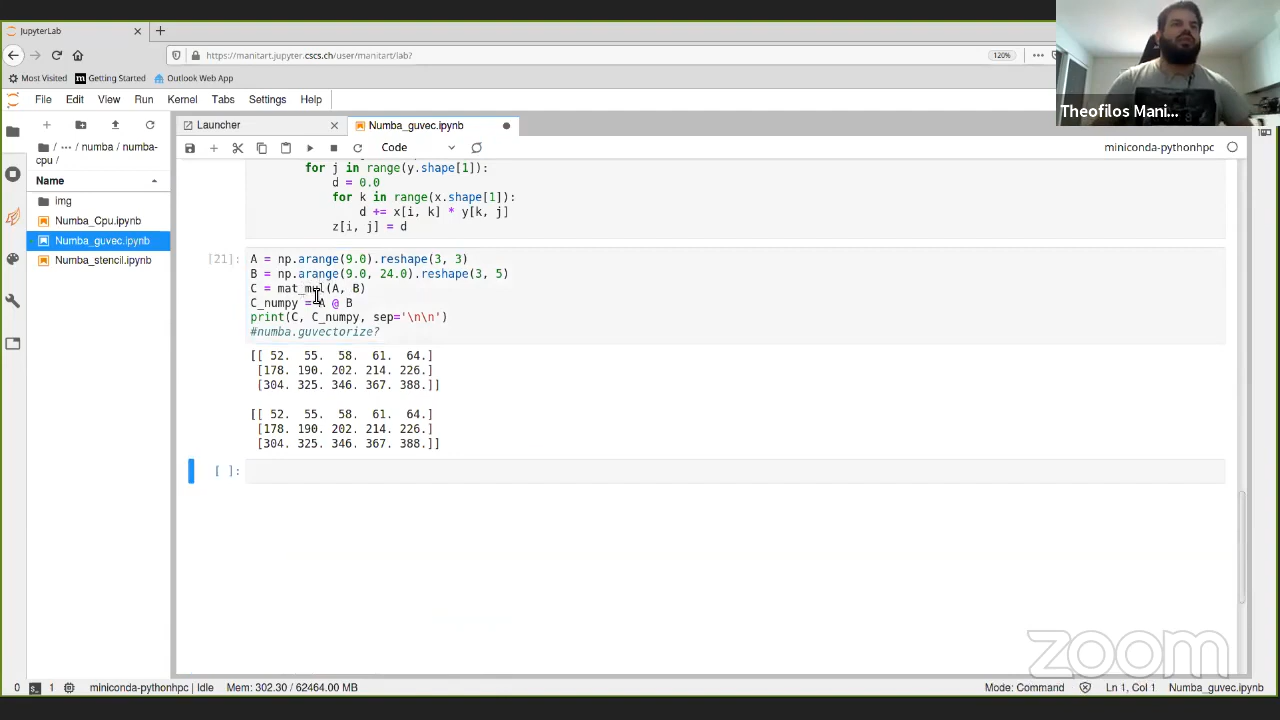 JupyterLab
https://manitart.jupyter.cscs.ch/user/manitart/lab?
120%
Most Visited
Getting Started
Outlook Web App
File Edit View Run Kernel Tabs Settings Help
Theofilos Mani...
Launcher
Numba_guvec.ipynb
Code
miniconda-pythonhpc
/ ··· / numba / numba-
cpu /
Name
img
Numba_Cpu.ipynb
Numba_guvec.ipynb
Numba_stencil.ipynb
for j in range(y.shape[1]):
d = 0.0
for k in range(x.shape[1]):
d += x[i, k] * y[k, j]
z[i, j] = d
[21]:
A = np.arange(9.0).reshape(3, 3)
B = np.arange(9.0, 24.0).reshape(3, 5)
C = mat_mul(A, B)
C_numpy = A @ B
print(C, C_numpy, sep='\n\n')
#numba.guvectorize?
[[ 52. 55. 58. 61. 64.]
[178. 190. 202. 214. 226.]
[304. 325. 346. 367. 388.]]
[[ 52. 55. 58. 61. 64.]
[178. 190. 202. 214. 226.]
[304. 325. 346. 367. 388.]]
[ ]:
zoom
0 1 miniconda-pythonhpc | Idle Mem: 302.30 / 62464.00 MB
Mode: Command Ln 1, Col 1 Numba_guvec.ipynb